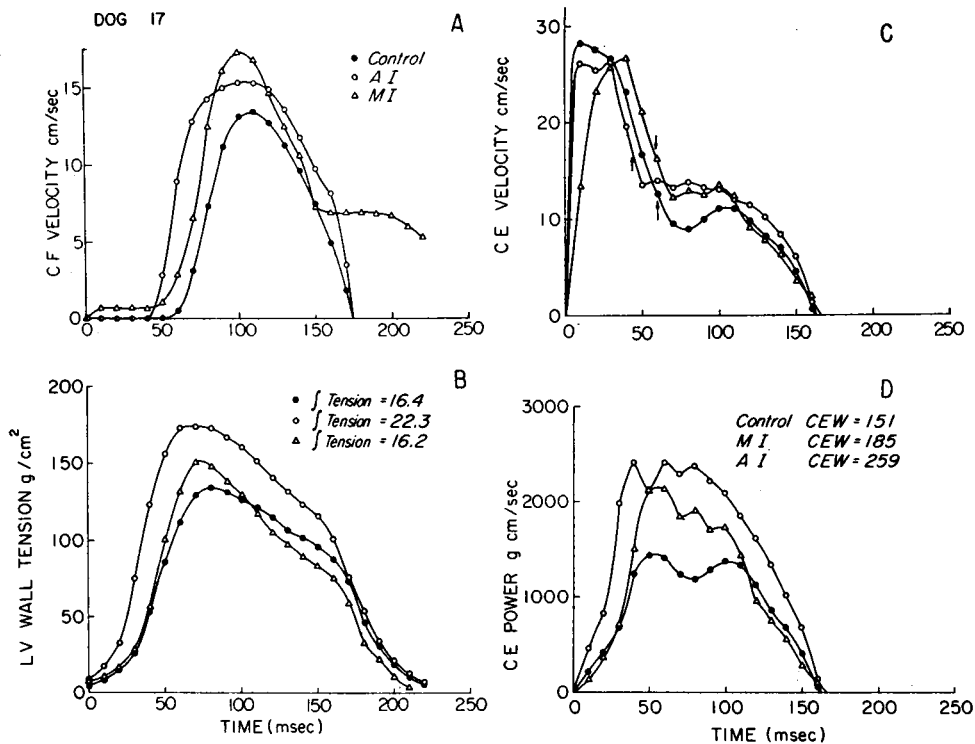 DOG 17
A
CF VELOCITY cm/sec
15
10
5
0
0 50 100 150 200 250
Control
A I
M I
C
CE VELOCITY cm/sec
30
20
10
0
0 50 100 150 200 250
B
LV WALL TENSION g/cm²
200
150
100
50
0
0 50 100 150 200 250
TIME (msec)
∫ Tension = 16.4
∫ Tension = 22.3
∫ Tension = 16.2
D
CE POWER g cm/sec
3000
2000
1000
0
0 50 100 150 200 250
TIME (msec)
Control CEW = 151
M I CEW = 185
A I CEW = 259